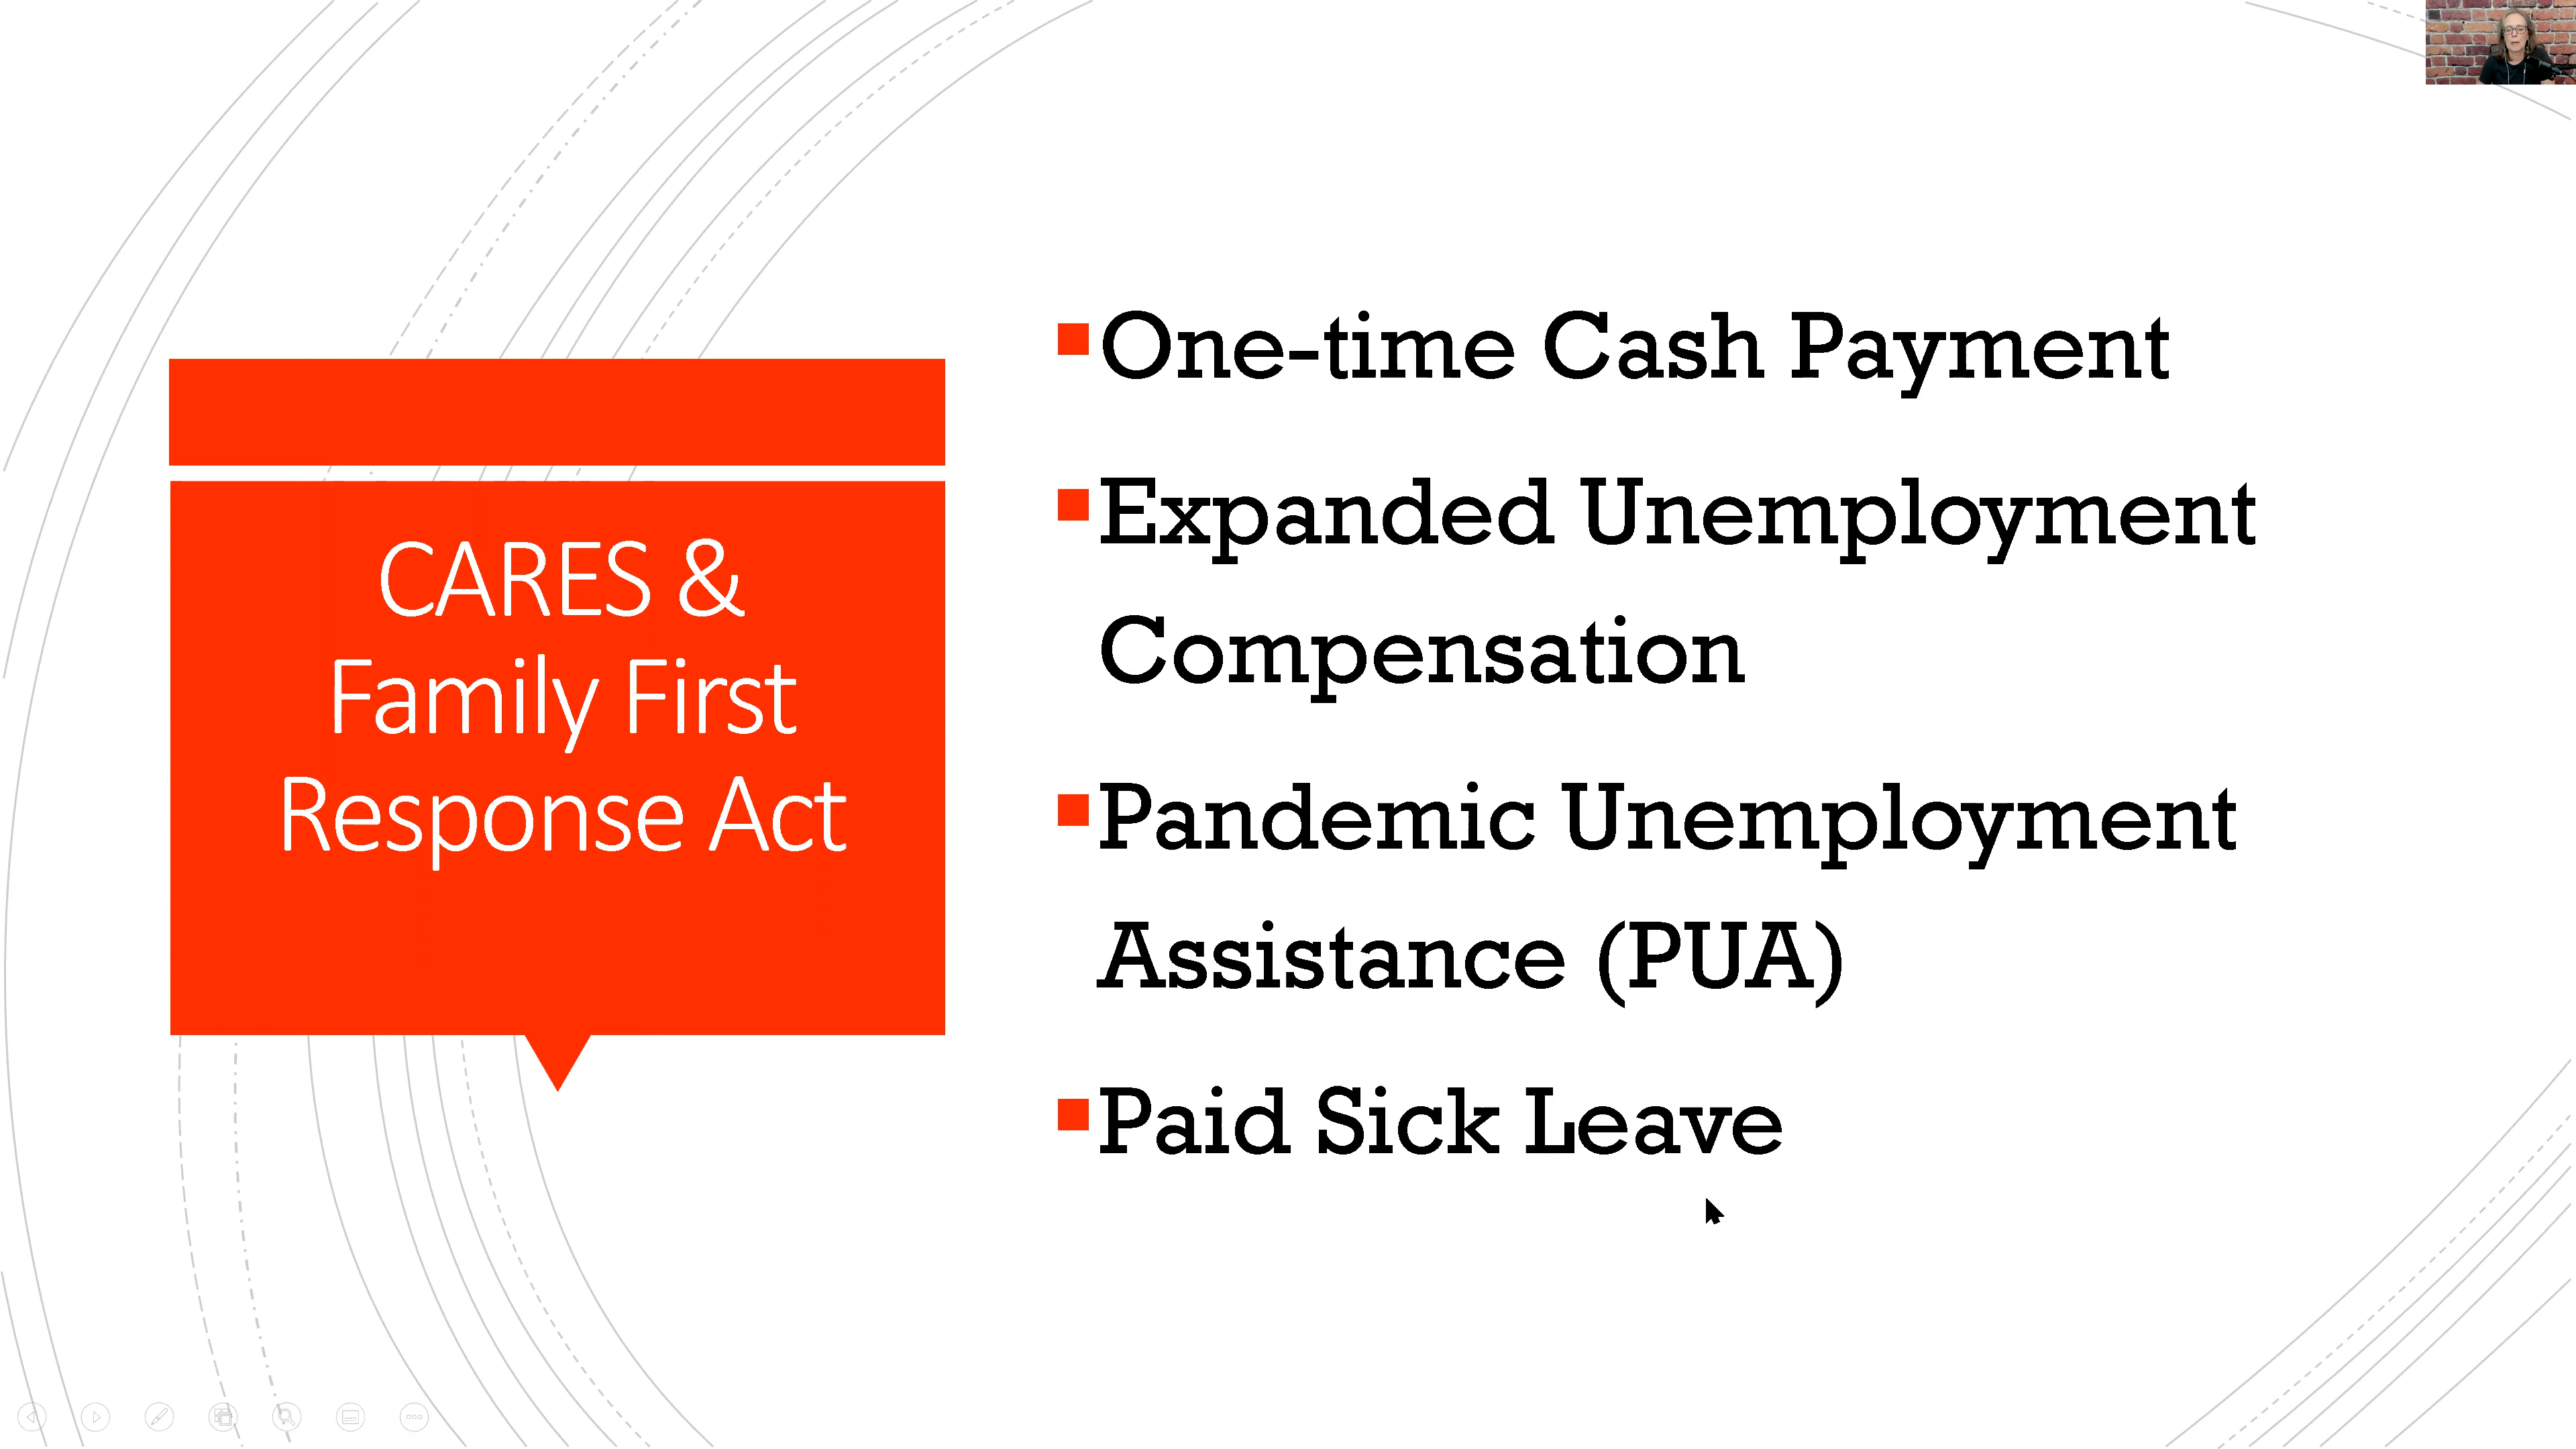 CARES &
Family First
Response Act
One-time Cash Payment
Expanded Unemployment
Compensation
Pandemic Unemployment
Assistance (PUA)
Paid Sick Leave